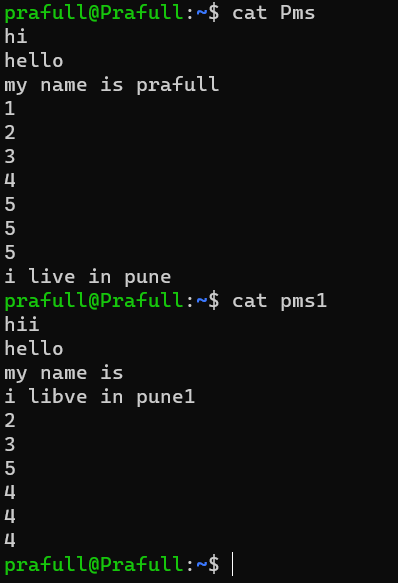 prafull@Prafull:~$ cat Pms
hi
hello
my name is prafull
1
2
3
4
5
5
5
i live in pune
prafull@Prafull:~$ cat pms1
hii
hello
my name is
i libve in pune1
2
3
5
4
4
4
prafull@Prafull:~$